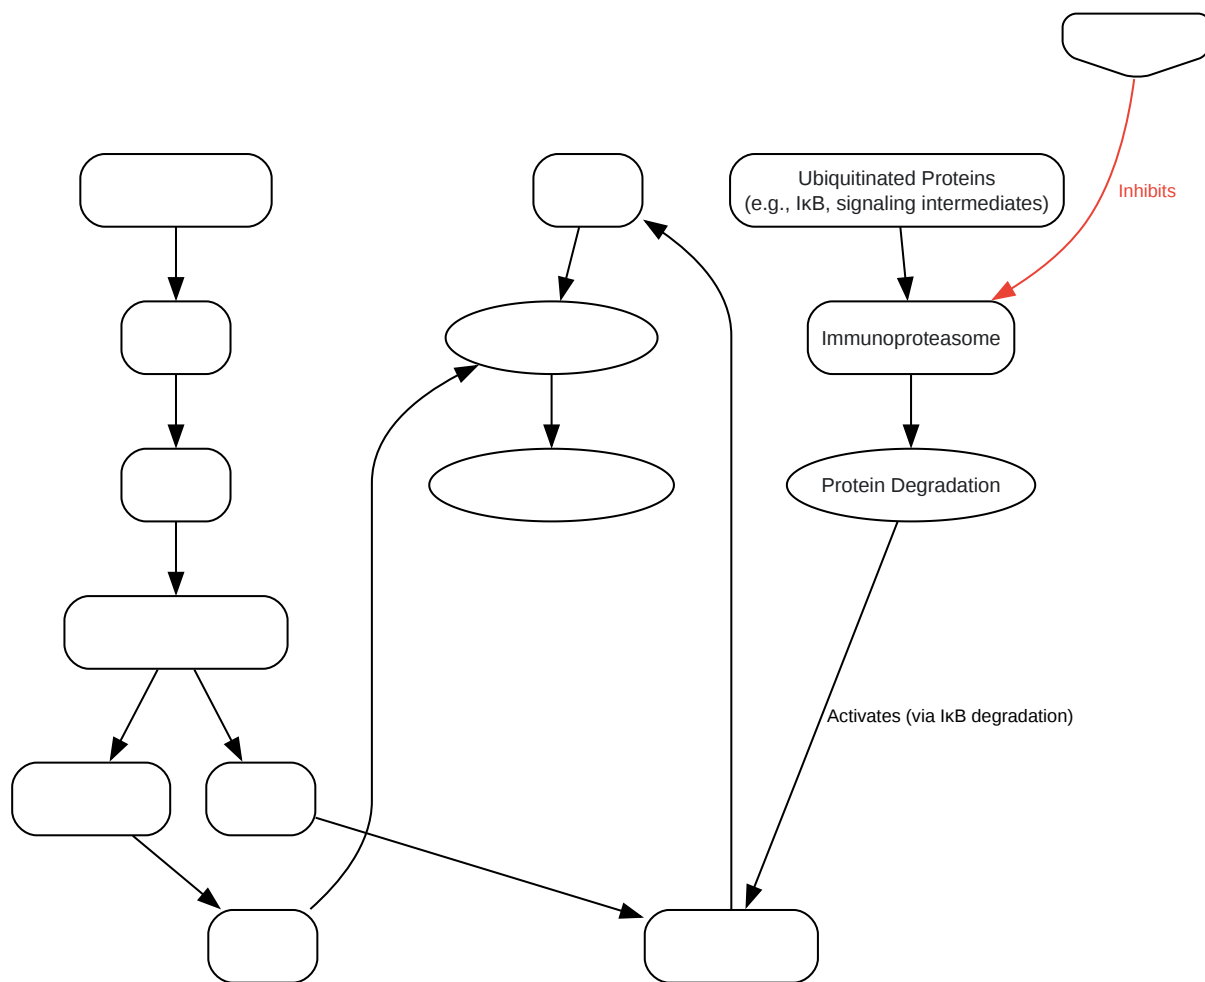 Ubiquitinated Proteins
(e.g., IκB, signaling intermediates)
Inhibits
Immunoproteasome
Protein Degradation
Activates (via IκB degradation)